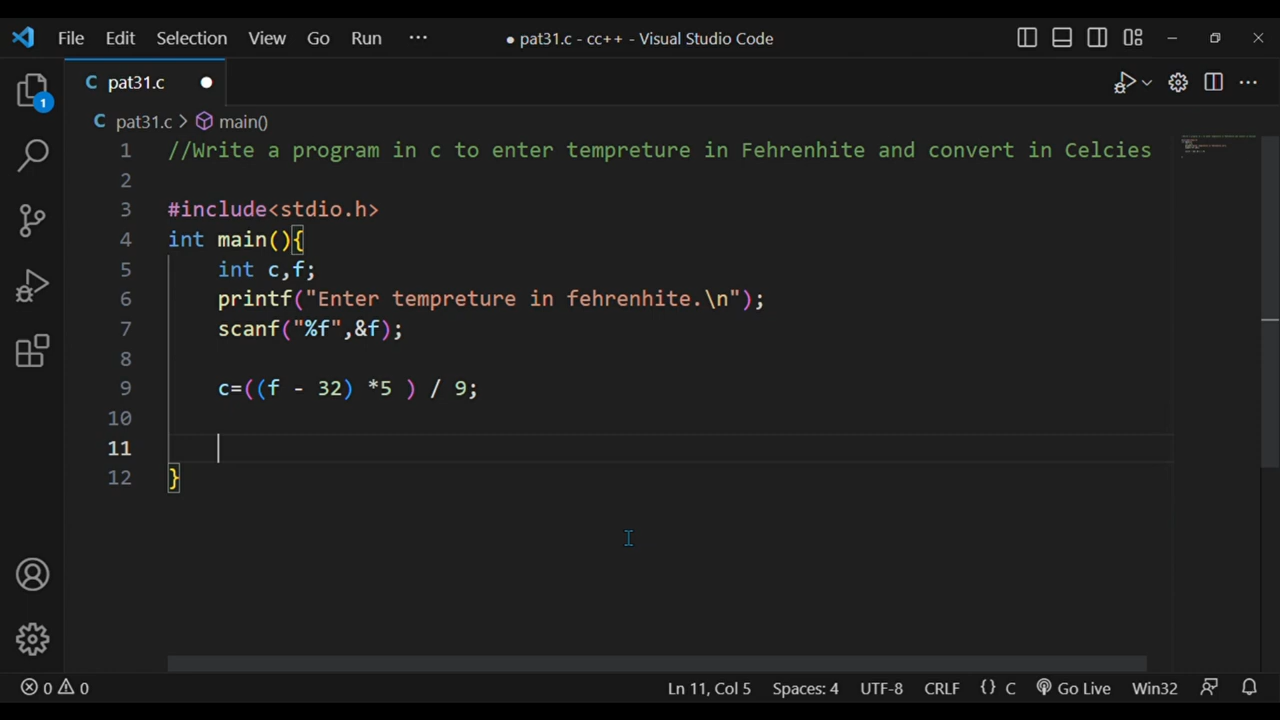 File Edit Selection View Go Run ··· ● pat31.c - cc++ - Visual Studio Code
C pat31.c ●
C pat31.c > main()
1
1 //Write a program in c to enter tempreture in Fehrenhite and convert in Celcies
2
3 #include<stdio.h>
4 int main(){
5     int c,f;
6     printf("Enter tempreture in fehrenhite.\n");
7     scanf("%f",&f);
8
9     c=((f - 32) *5 ) / 9;
10
11
12 }
0 0 Ln 11, Col 5 Spaces: 4 UTF-8 CRLF {} C Go Live Win32